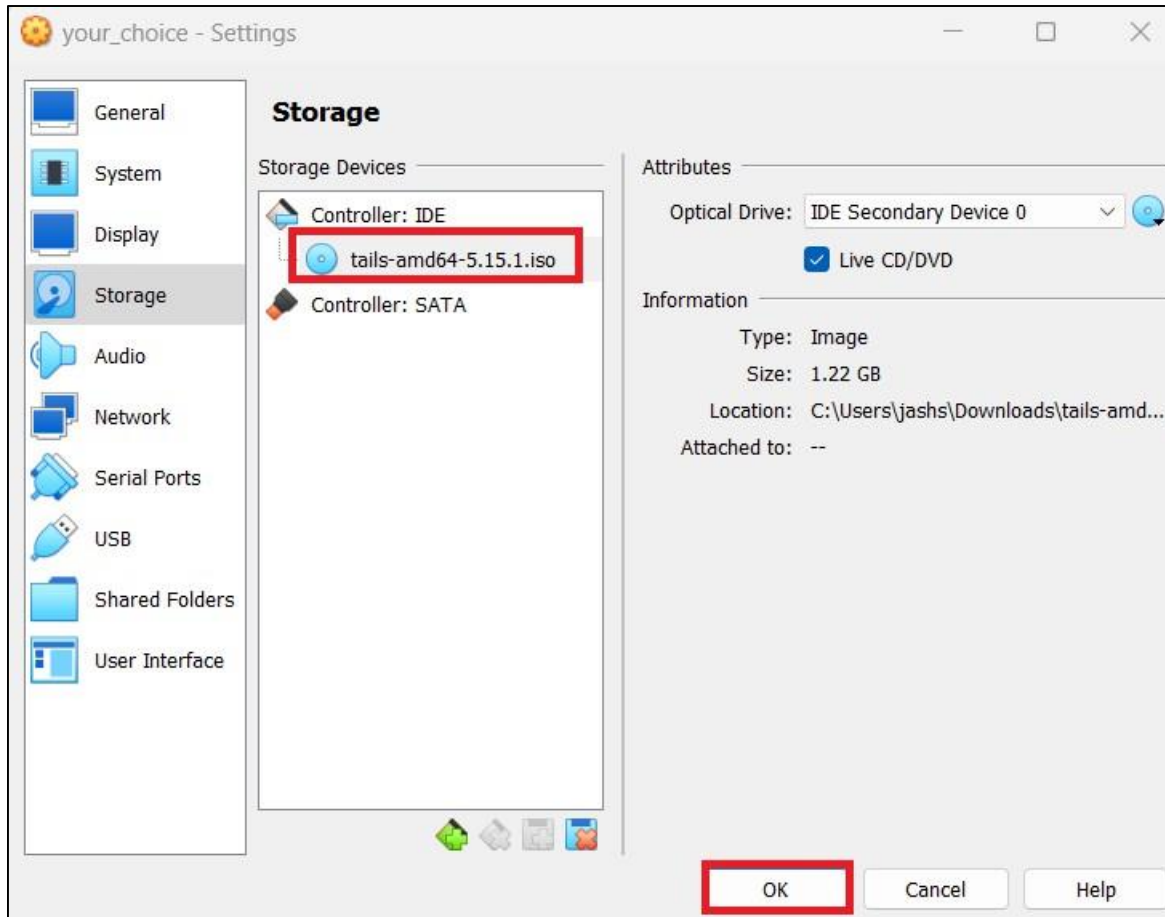 your_choice - Settings
General
System
Display
Storage
Audio
Network
Serial Ports
USB
Shared Folders
User Interface
Storage
Storage Devices
Controller: IDE
tails-amd64-5.15.1.iso
Controller: SATA
Attributes
Optical Drive: IDE Secondary Device 0
Live CD/DVD
Information
Type: Image
Size: 1.22 GB
Location: C:\Users\jashs\Downloads\tails-amd...
Attached to: --
OK
Cancel
Help